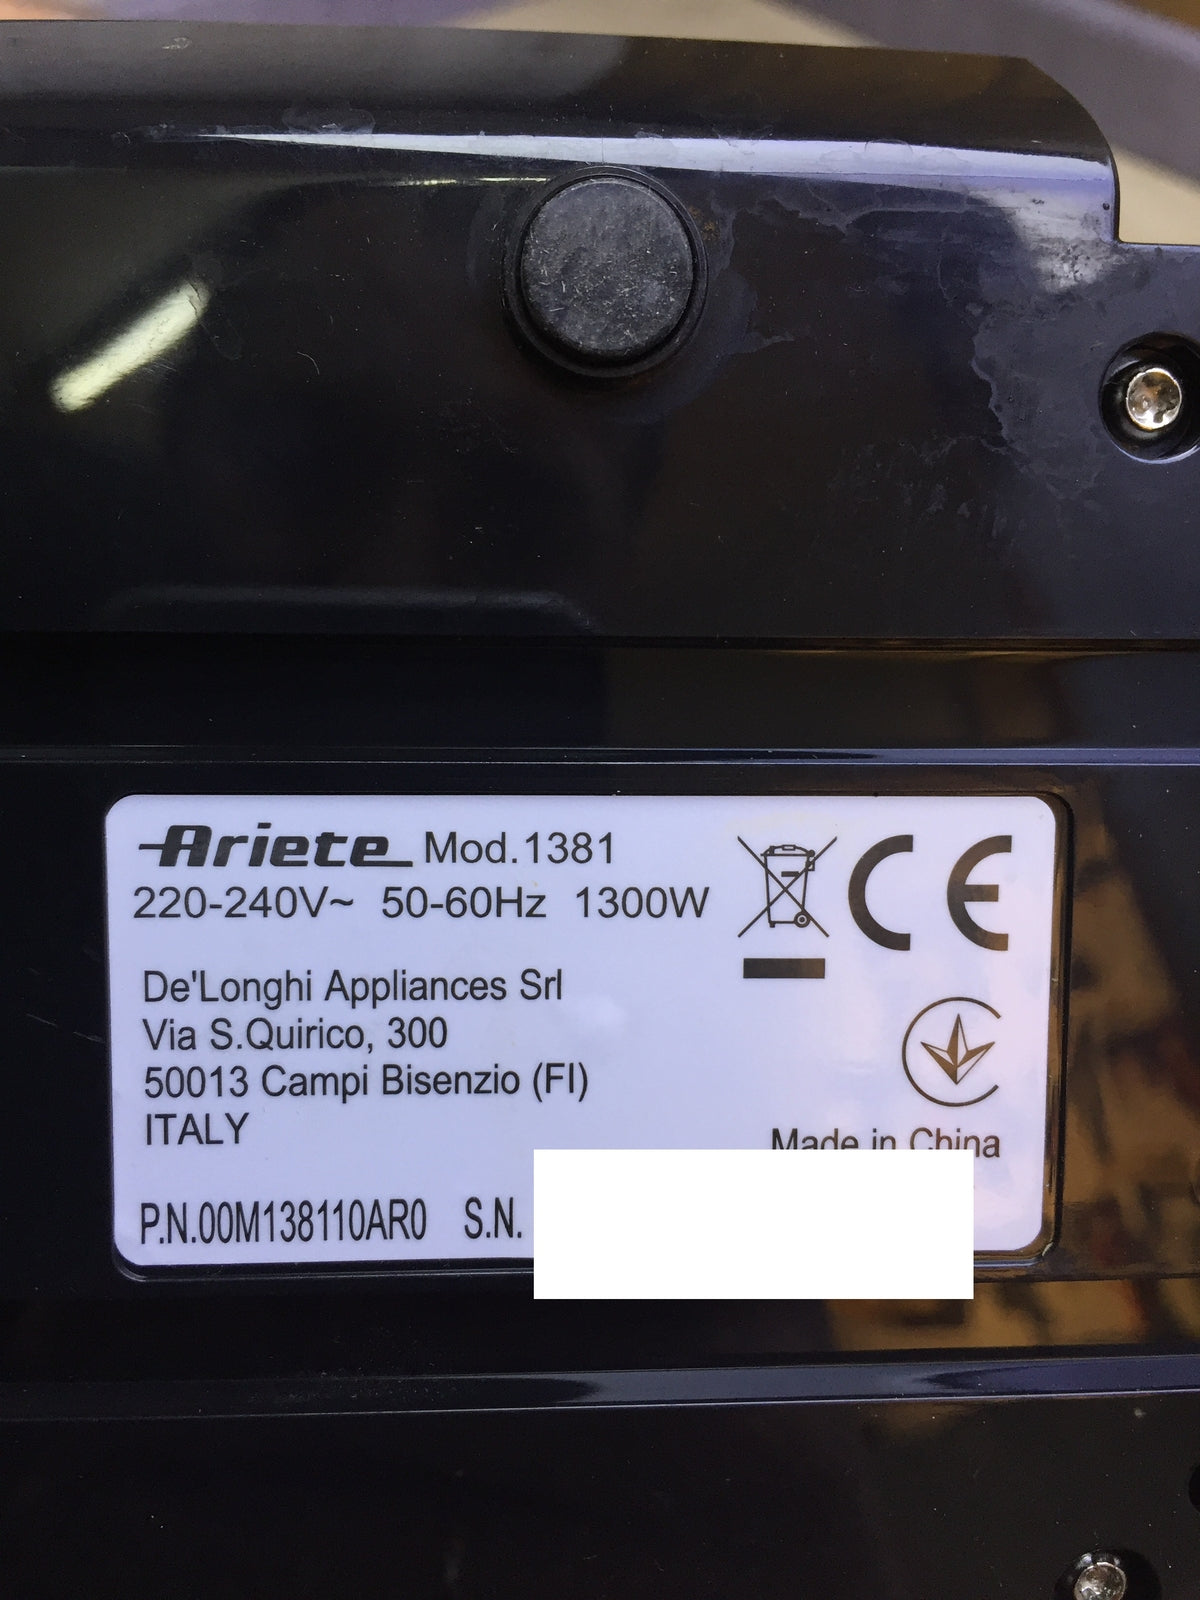 Ariete Mod.1381
220-240V~ 50-60Hz 1300W
CE
De'Longhi Appliances Srl
Via S.Quirico, 300
50013 Campi Bisenzio (FI)
ITALY
Made in China
P.N.00M138110AR0 S.N.